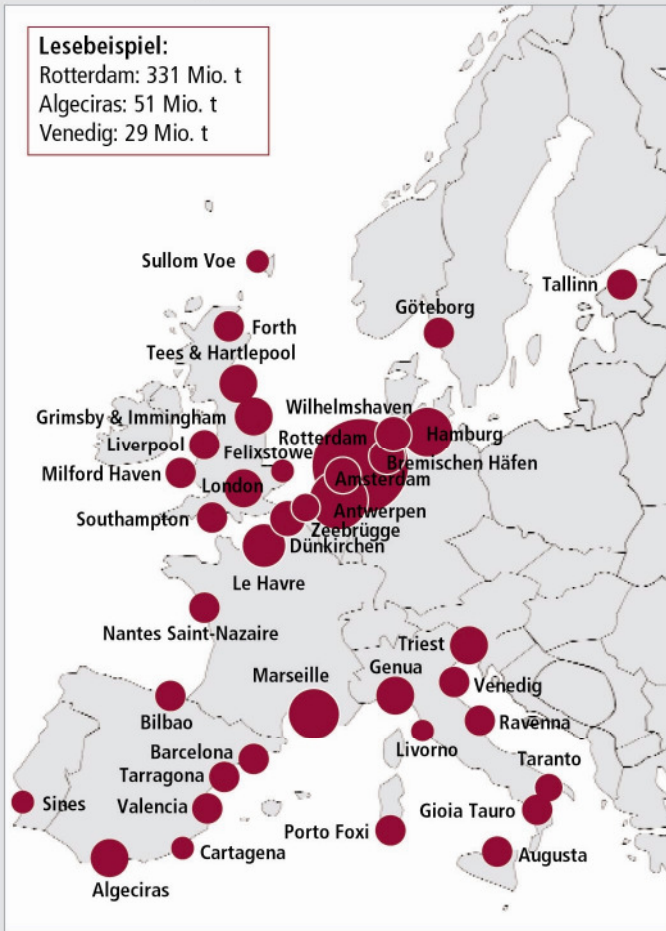 Lesebeispiel:
Rotterdam: 331 Mio. t
Algeciras: 51 Mio. t
Venedig: 29 Mio. t
Sullom Voe
Tallinn
Göteborg
Forth
Tees & Hartlepool
Wilhelmshaven
Grimsby & Immingham
Hamburg
Rotterdam
Liverpool
Felixstowe
Bremischen Häfen
Milford Haven
Amsterdam
London
Antwerpen
Southampton
Zeebrügge
Dünkirchen
Le Havre
Nantes Saint-Nazaire
Triest
Genua
Marseille
Venedig
Bilbao
Ravenna
Livorno
Barcelona
Taranto
Tarragona
Sines
Valencia
Gioia Tauro
Porto Foxi
Cartagena
Augusta
Algeciras